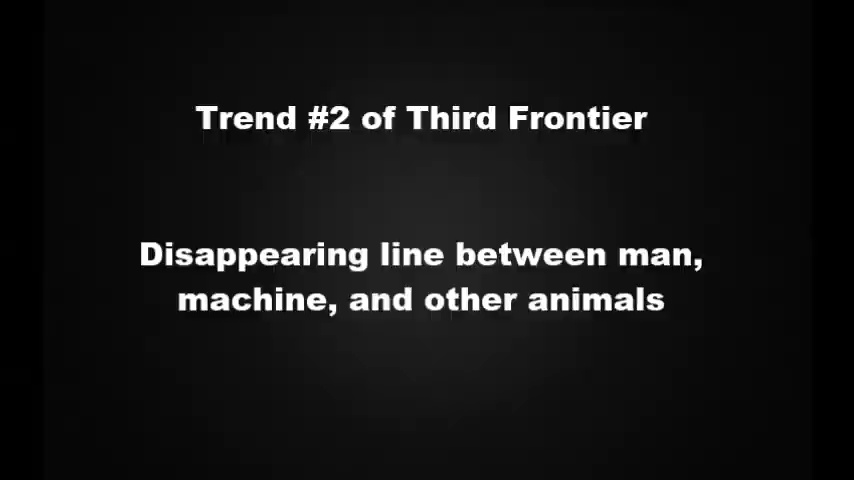 Trend #2 of Third Frontier
Disappearing line between man,
machine, and other animals